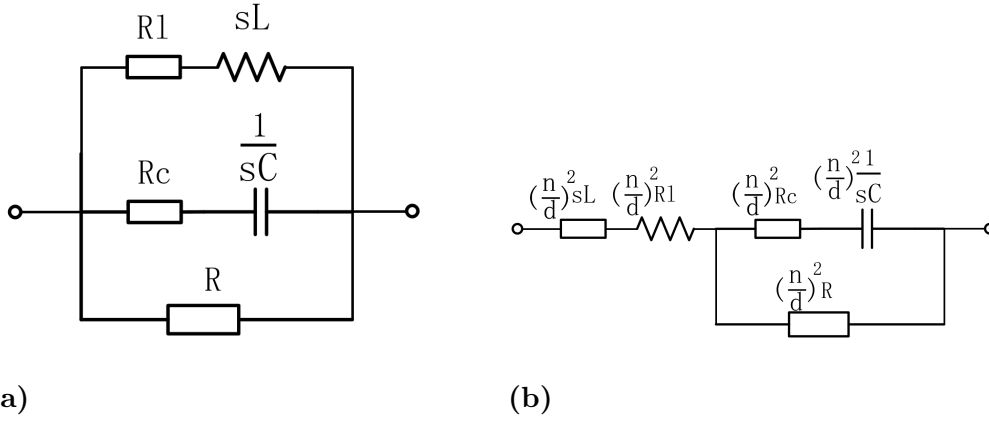 R1 sL
Rc 1/sC
R
(n/d)^2 sL (n/d)^2 R1 (n/d)^2 Rc (n/d)^2 1/sC
(n/d)^2 R
a) (b)